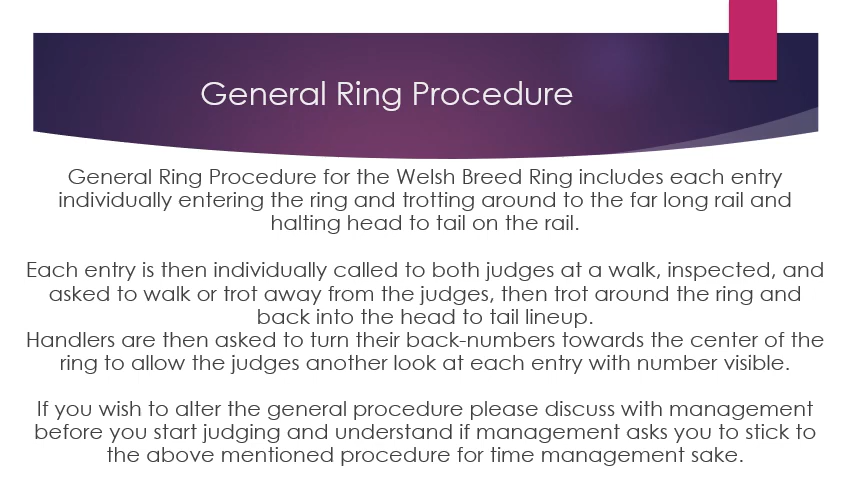 General Ring Procedure
General Ring Procedure for the Welsh Breed Ring includes each entry
individually entering the ring and trotting around to the far long rail and
halting head to tail on the rail.
Each entry is then individually called to both judges at a walk, inspected, and
asked to walk or trot away from the judges, then trot around the ring and
back into the head to tail lineup.
Handlers are then asked to turn their back-numbers towards the center of the
ring to allow the judges another look at each entry with number visible.
If you wish to alter the general procedure please discuss with management
before you start judging and understand if management asks you to stick to
the above mentioned procedure for time management sake.